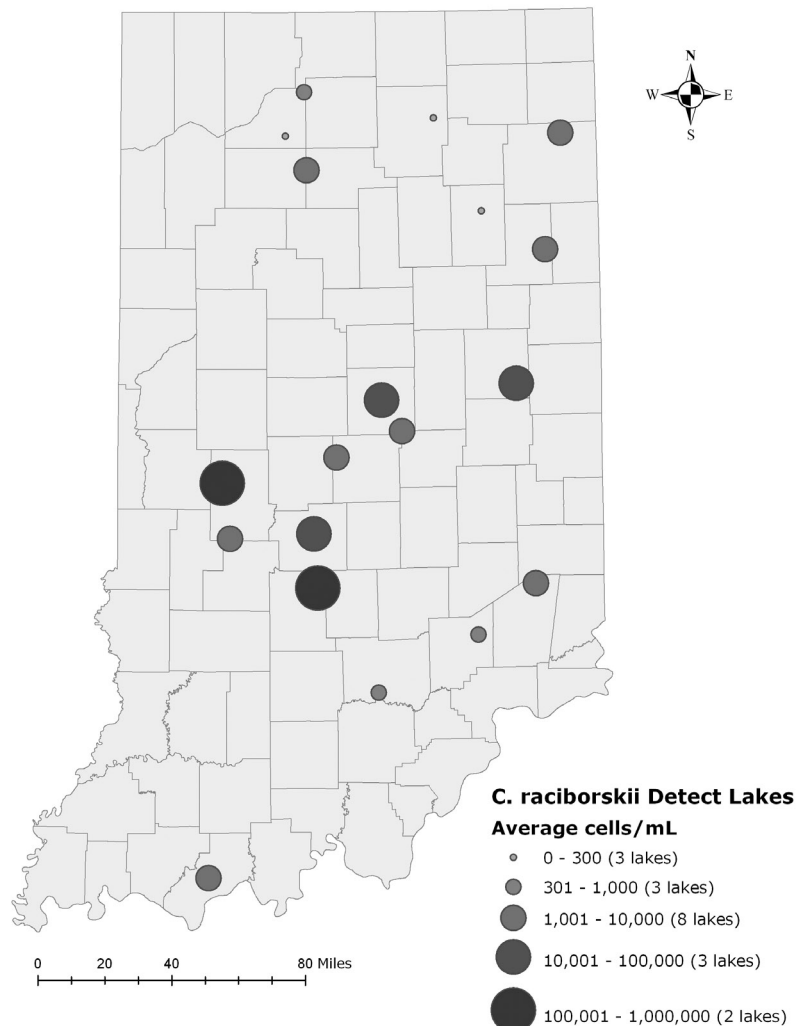 N
W E
S
C. raciborskii Detect Lakes
Average cells/mL
0 - 300 (3 lakes)
301 - 1,000 (3 lakes)
1,001 - 10,000 (8 lakes)
10,001 - 100,000 (3 lakes)
100,001 - 1,000,000 (2 lakes)
0 20 40 60 80 Miles